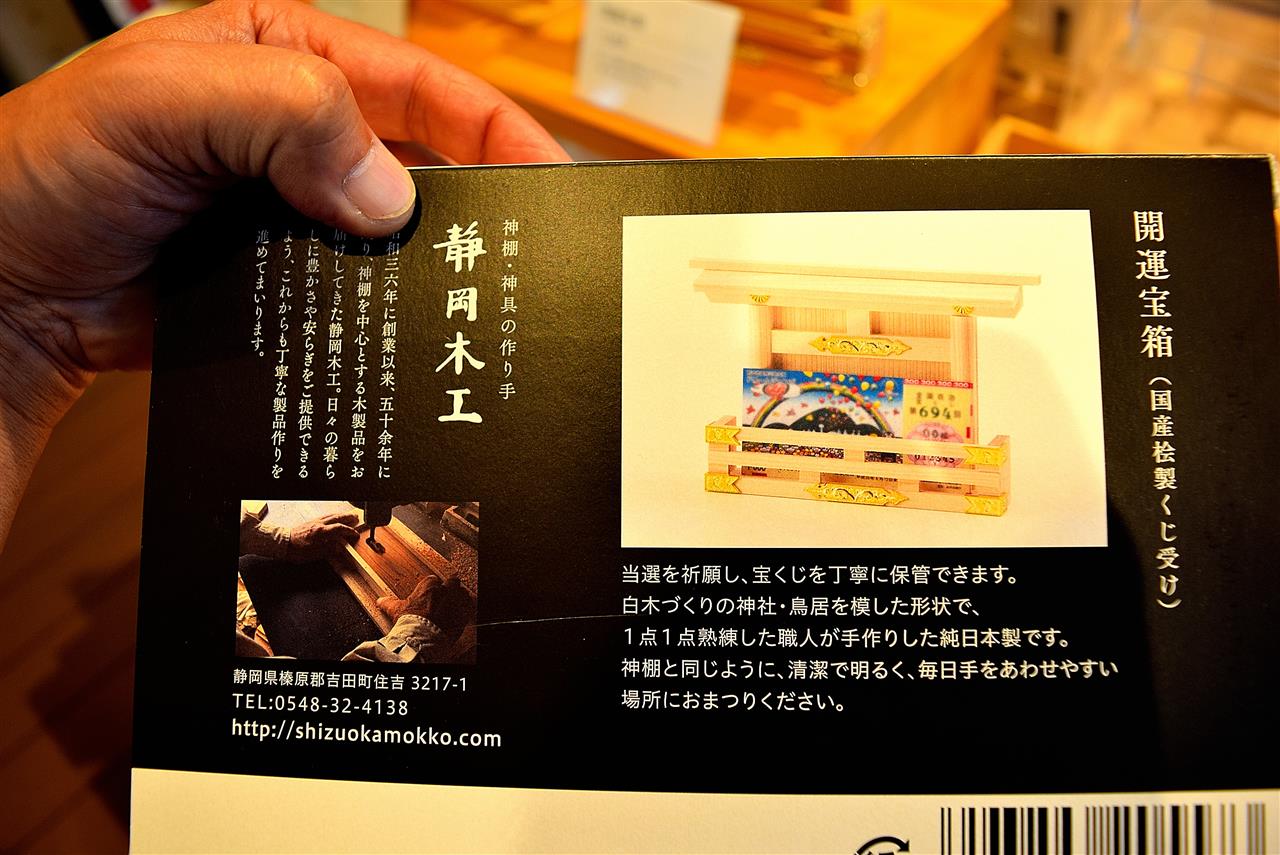 開運宝箱（国産桧製くじ受け）
全国自治
第694回
当選を祈願し、宝くじを丁寧に保管できます。
白木づくりの神社・鳥居を模した形状で、
１点１点熟練した職人が手作りした純日本製です。
神棚と同じように、清潔で明るく、毎日手をあわせやすい
場所におまつりください。
神棚・神具の作り手
静岡木工
和三六年に創業以来、五十余年に
り神棚を中心とする木製品をお
届けしてきた静岡木工。日々の暮ら
しに豊かさや安らぎをご提供できる
よう、これからも丁寧な製品作りを
進めてまいります。
静岡県榛原郡吉田町住吉 3217-1
TEL:0548-32-4138
http://shizuokamokko.com